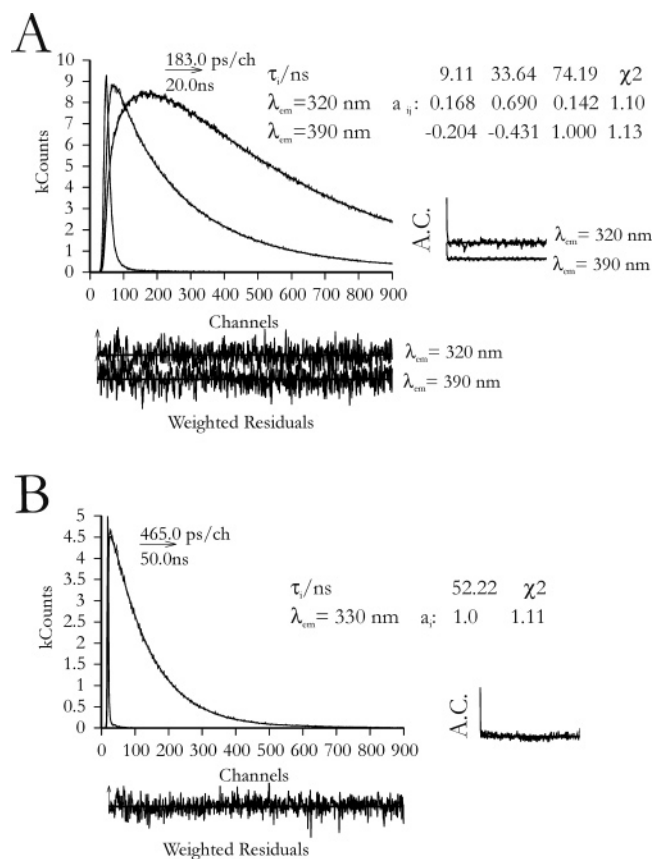 A
183.0 ps/ch
20.0ns
10
9
8
7
6
5
4
3
2
1
0
kCounts
0 100 200 300 400 500 600 700 800 900
Channels
τi/ns 9.11 33.64 74.19 χ2
λem=320 nm aij: 0.168 0.690 0.142 1.10
λem=390 nm -0.204 -0.431 1.000 1.13
A.C.
λem= 320 nm
λem= 390 nm
λem= 320 nm
λem= 390 nm
Weighted Residuals
B
465.0 ps/ch
50.0ns
5
4.5
4
3.5
3
2.5
2
1.5
1
0.5
0
kCounts
0 100 200 300 400 500 600 700 800 900
Channels
τi/ns 52.22 χ2
λem= 330 nm ai: 1.0 1.11
A.C.
Weighted Residuals